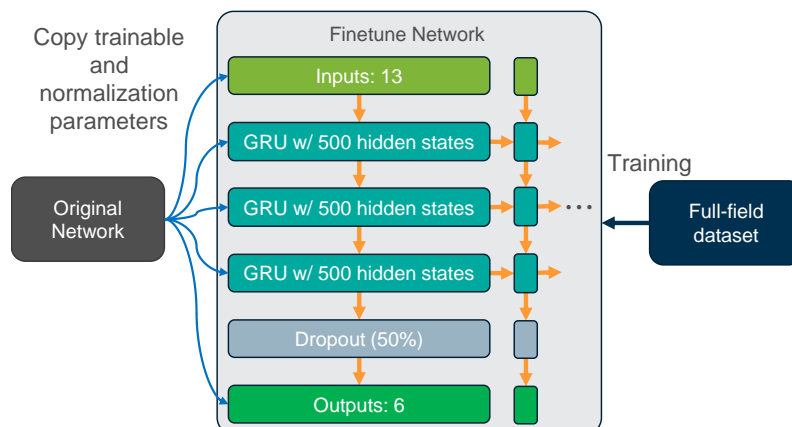 Copy trainable
and
normalization
parameters
Finetune Network
Inputs: 13
GRU w/ 500 hidden states
GRU w/ 500 hidden states
GRU w/ 500 hidden states
Dropout (50%)
Outputs: 6
Original
Network
...
Training
Full-field
dataset